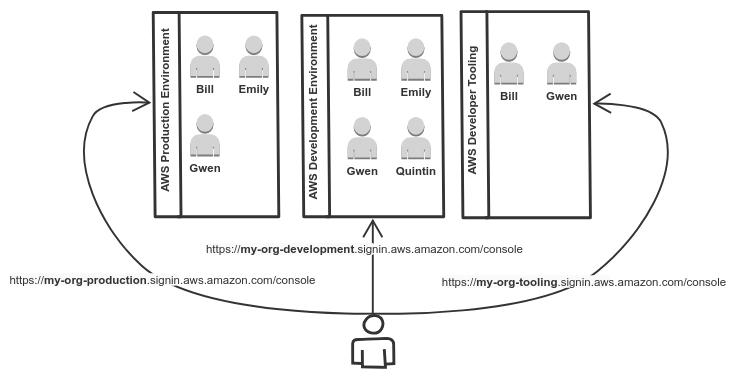 AWS Production Environment
Bill
Emily
Gwen
AWS Development Environment
Bill
Emily
Gwen
Quintin
AWS Developer Tooling
Bill
Gwen
https://my-org-development.signin.aws.amazon.com/console
https://my-org-production.signin.aws.amazon.com/console
https://my-org-tooling.signin.aws.amazon.com/console